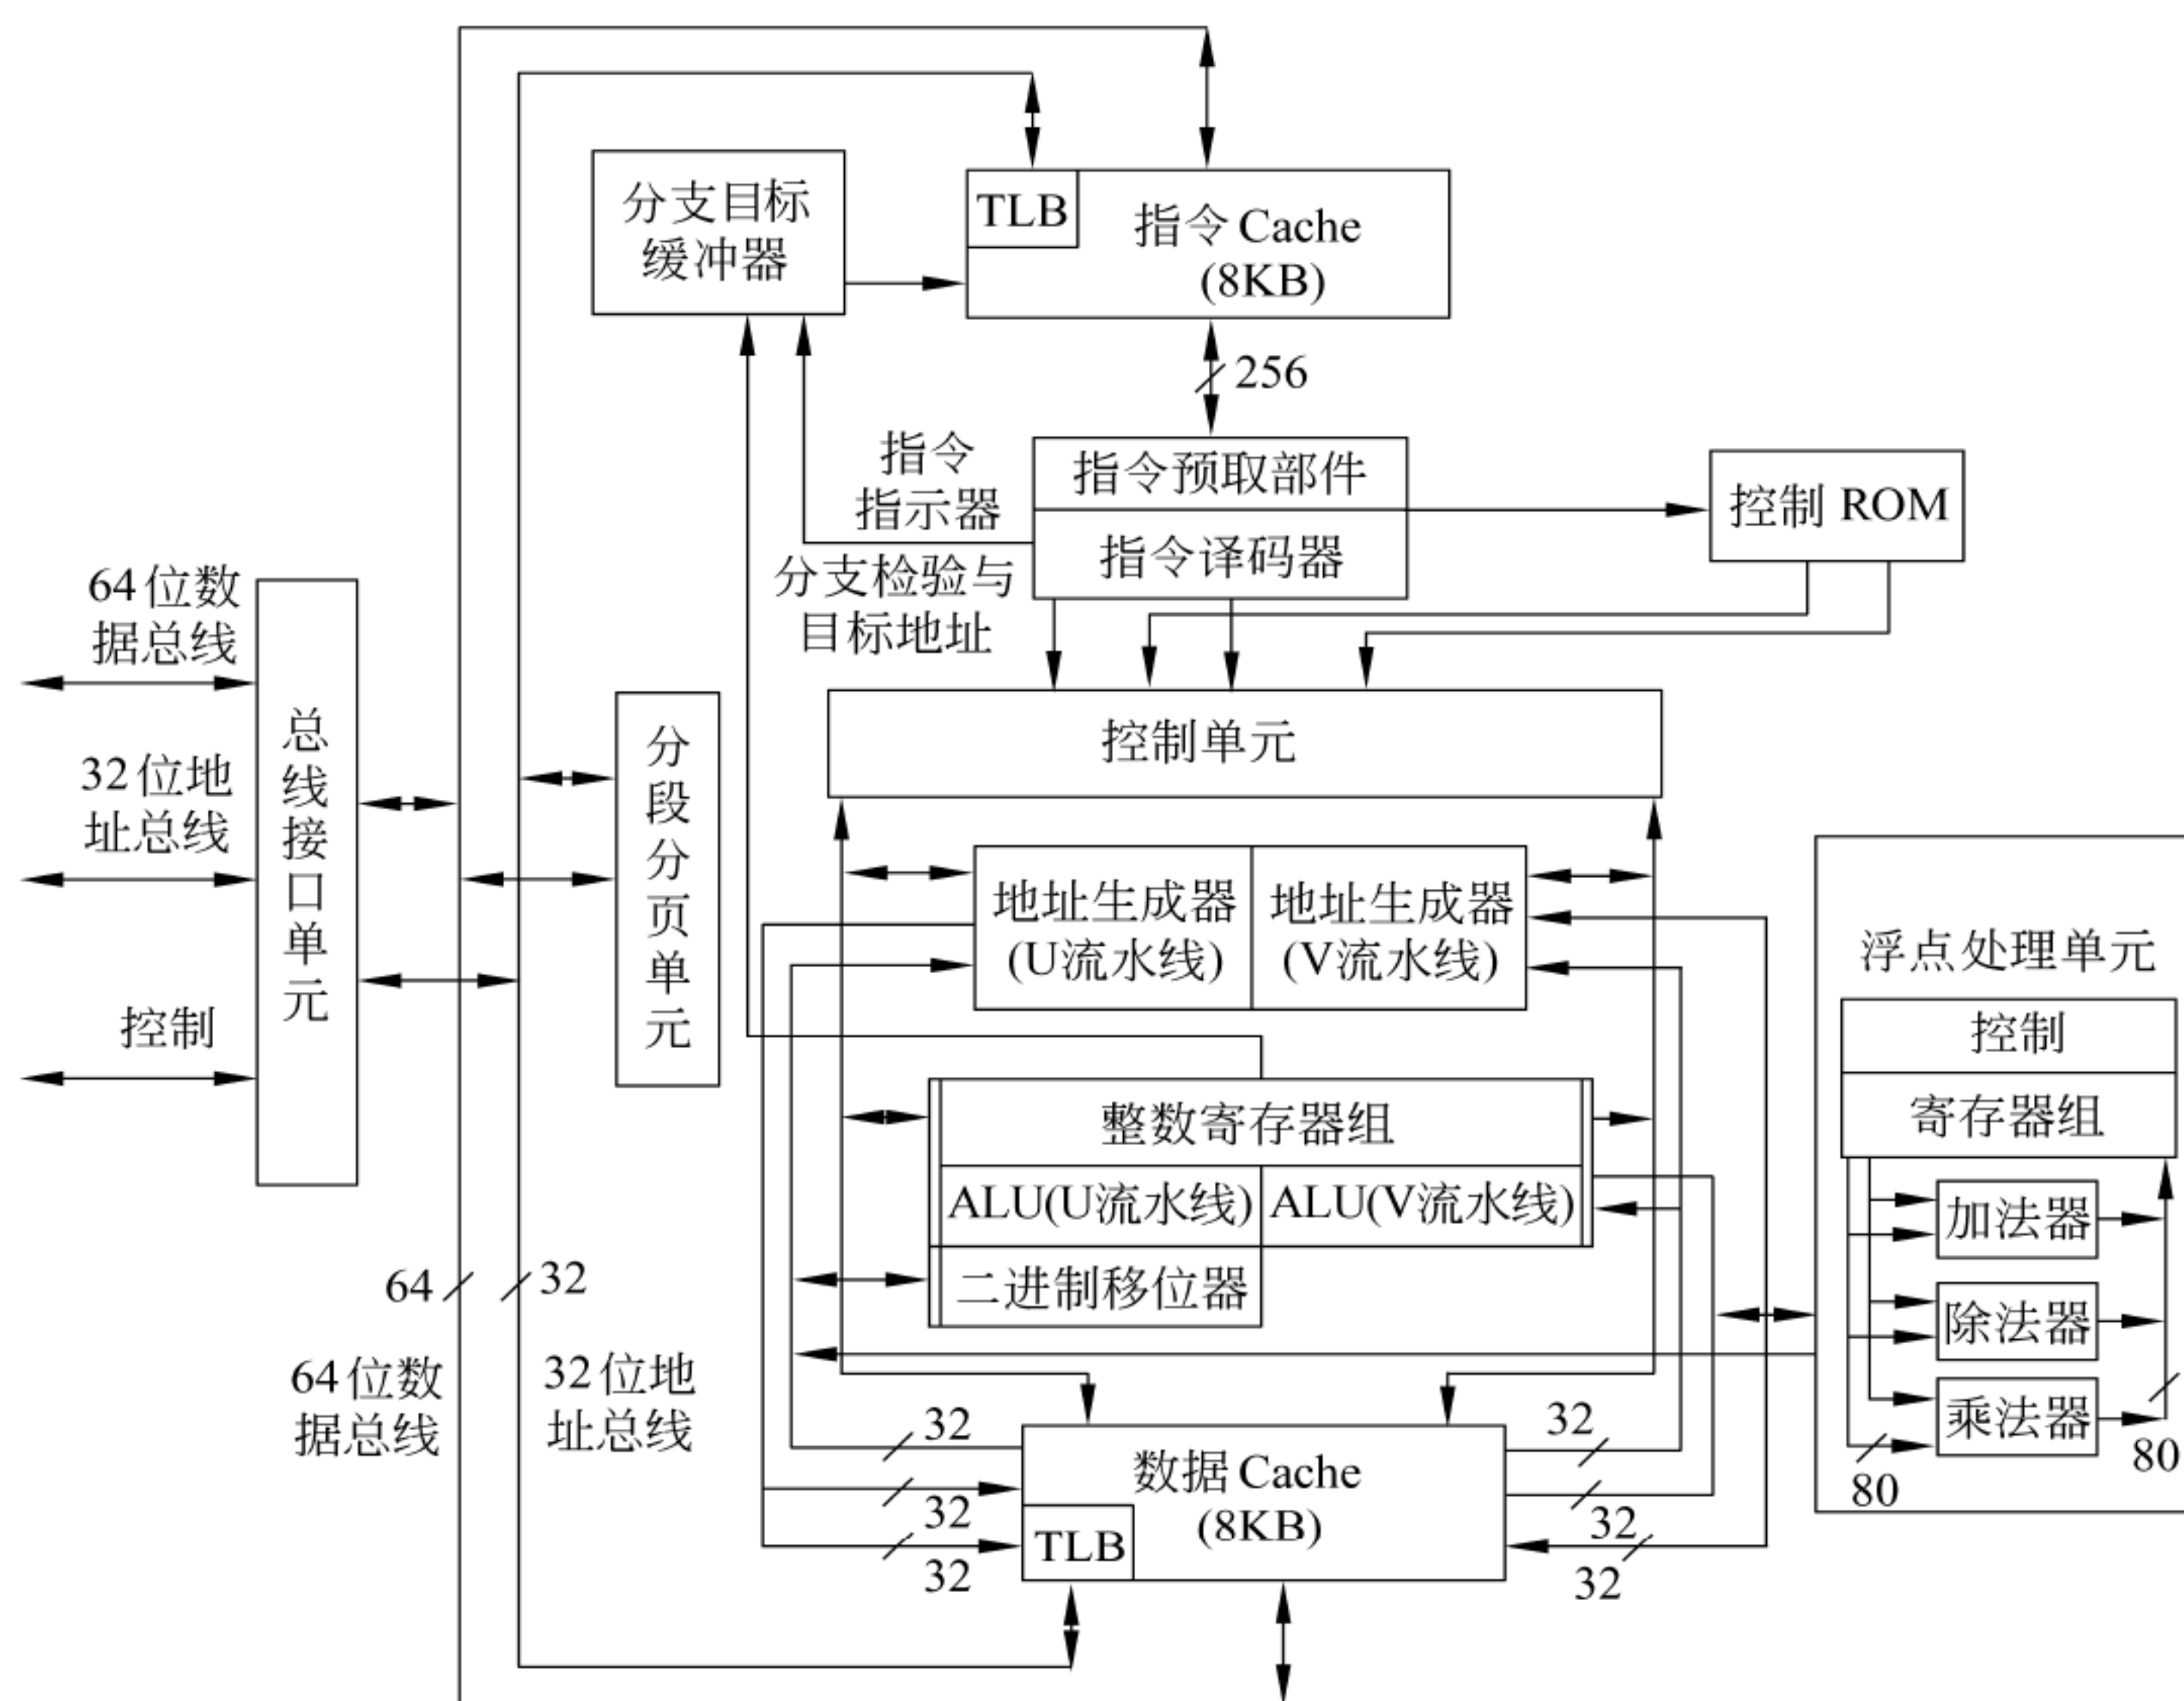 分支目标
缓冲器
TLB
指令 Cache
(8KB)
256
指令
指示器
指令预取部件
指令译码器
控制 ROM
分支检验与
目标地址
64位数
据总线
32位地
址总线
控制
总线接口单元
分段分页单元
控制单元
地址生成器
(U流水线)
地址生成器
(V流水线)
浮点处理单元
控制
寄存器组
加法器
除法器
乘法器
80
80
整数寄存器组
ALU(U流水线)
ALU(V流水线)
二进制移位器
64
32
64位数
据总线
32位地
址总线
32
32
32
数据 Cache
(8KB)
TLB
32
32
32